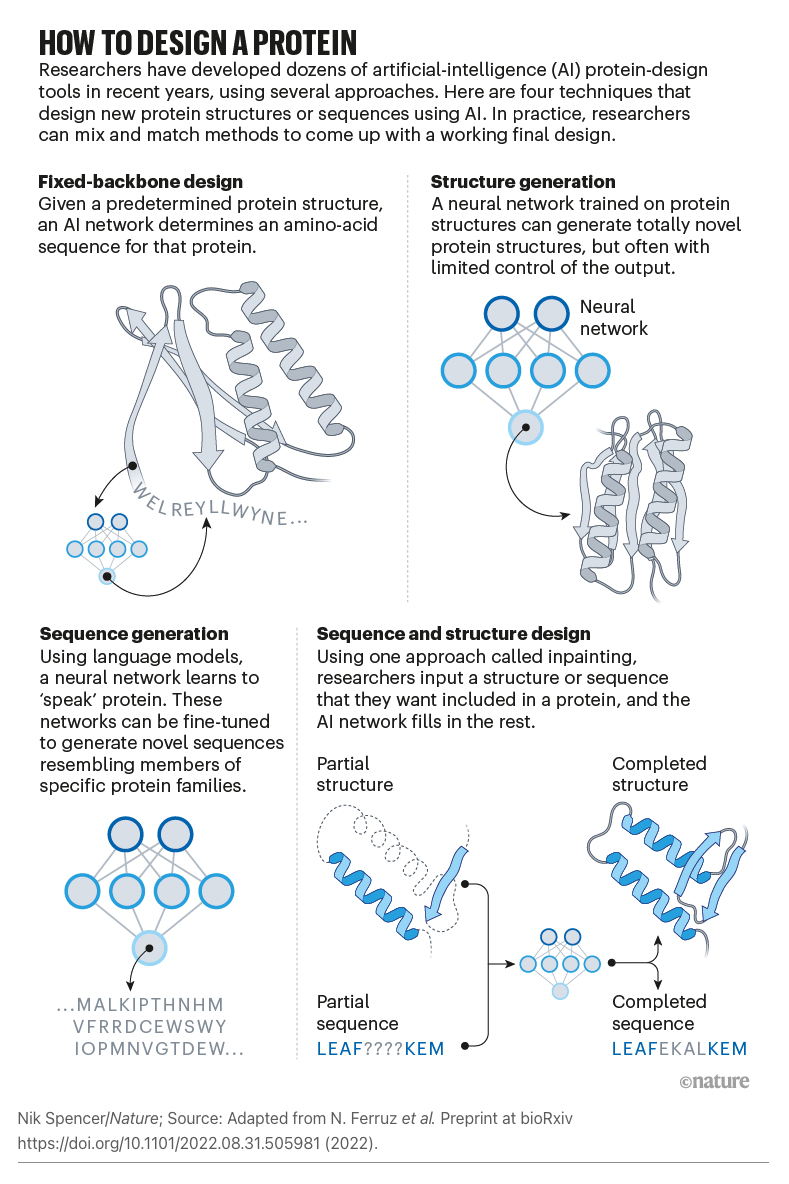 HOW TO DESIGN A PROTEIN
Researchers have developed dozens of artificial-intelligence (AI) protein-design
tools in recent years, using several approaches. Here are four techniques that
design new protein structures or sequences using AI. In practice, researchers
can mix and match methods to come up with a working final design.
Fixed-backbone design
Given a predetermined protein structure,
an AI network determines an amino-acid
sequence for that protein.
WELREYLLWYNE...
Structure generation
A neural network trained on protein
structures can generate totally novel
protein structures, but often with
limited control of the output.
Neural
network
Sequence generation
Using language models,
a neural network learns to
‘speak’ protein. These
networks can be fine-tuned
to generate novel sequences
resembling members of
specific protein families.
...MALKIPTHNHM
VFRRDCEWSWY
IOPMNVGTDEW...
Sequence and structure design
Using one approach called inpainting,
researchers input a structure or sequence
that they want included in a protein, and the
AI network fills in the rest.
Partial
structure
Completed
structure
Partial
sequence
LEAF????KEM
Completed
sequence
LEAFEKALKEM
©nature
Nik Spencer/Nature; Source: Adapted from N. Ferruz et al. Preprint at bioRxiv
https://doi.org/10.1101/2022.08.31.505981 (2022).